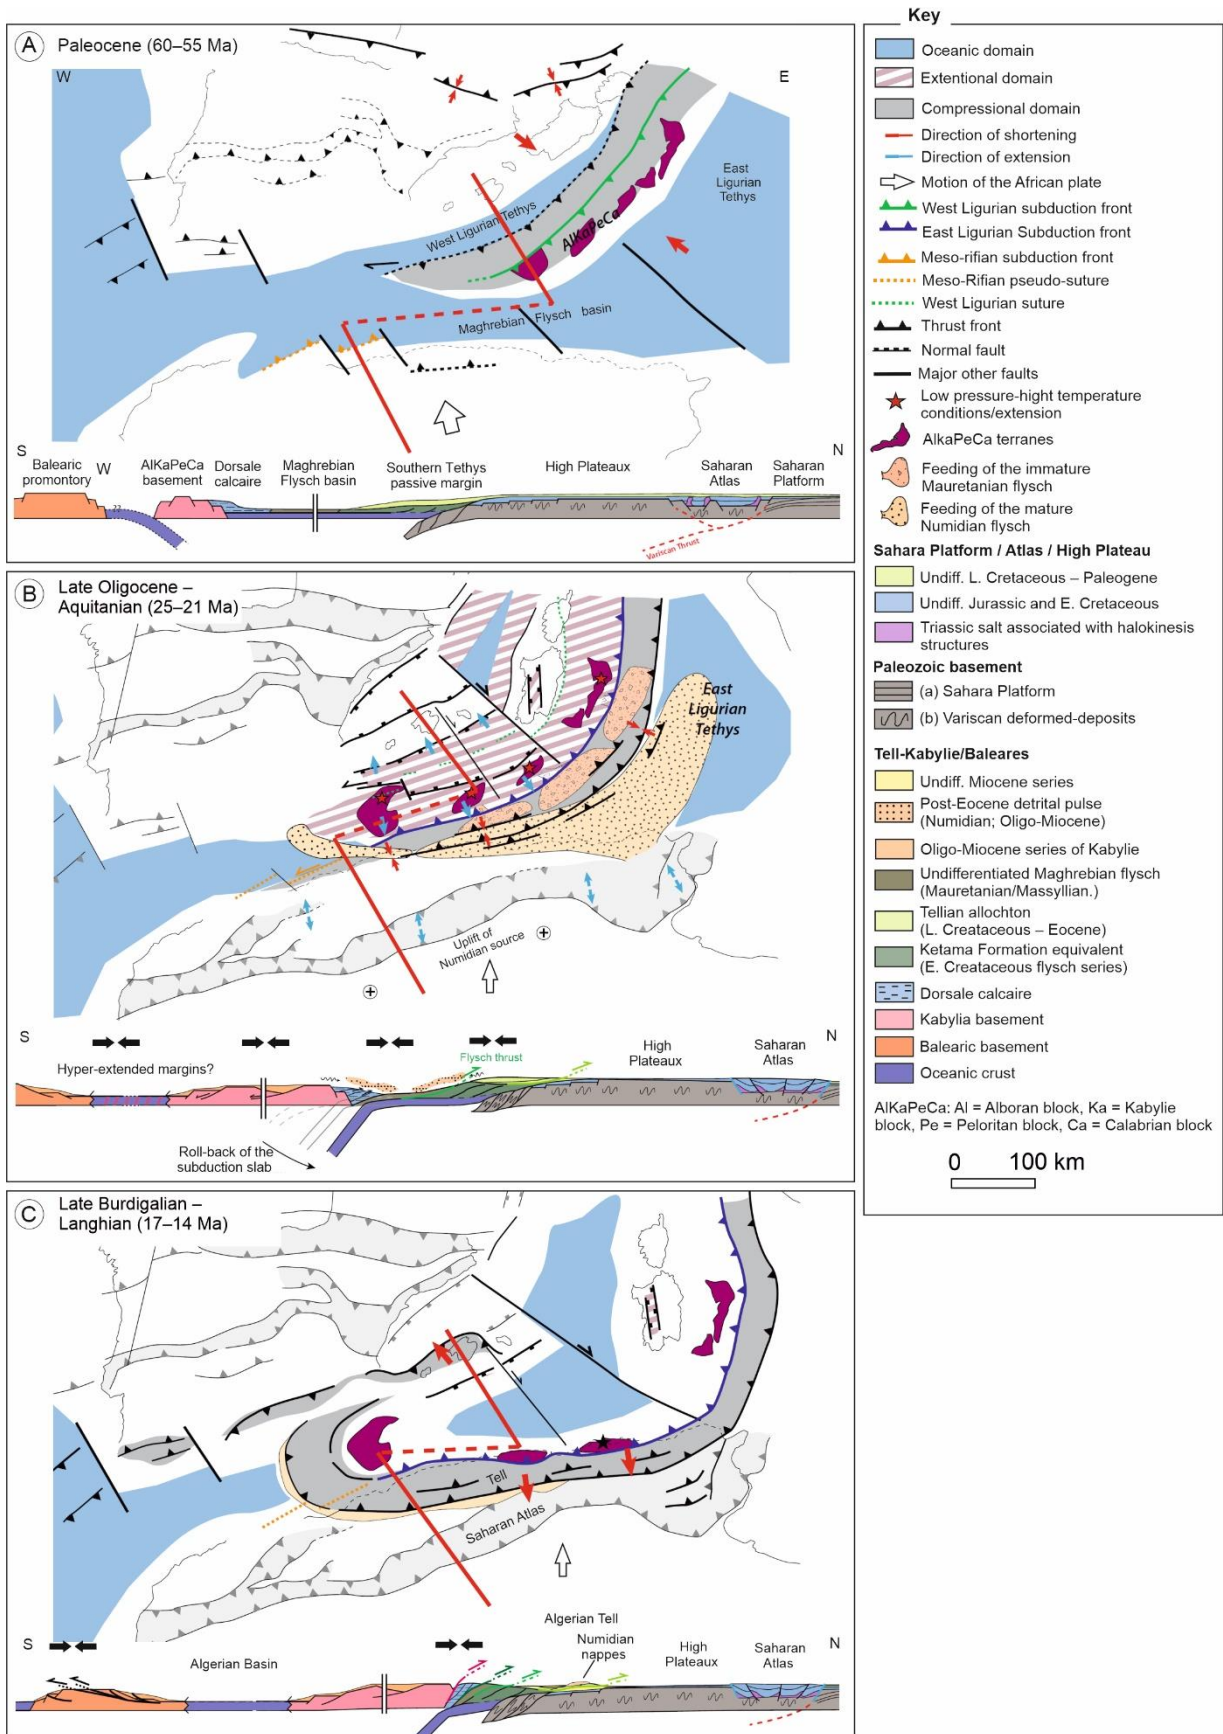 A Paleocene (60–55 Ma)
W
E
East
Ligurian
Tethys
West Ligurian Tethys
AlKaPeCa
Maghrebian Flysch basin
S
N
Balearic
promontory
W
AlKaPeCa
basement
Dorsale
calcaire
Maghrebian
Flysch basin
Southern Tethys
passive margin
High Plateaux
Saharan
Atlas
Saharan
Platform
??
Variscan Thrust
B Late Oligocene –
Aquitanian (25–21 Ma)
East
Ligurian
Tethys
Uplift of
Numidian source
S
N
Hyper-extended margins?
Flysch thrust
High
Plateaux
Saharan
Atlas
Roll-back of the
subduction slab
C Late Burdigalian –
Langhian (17–14 Ma)
Tell
Saharan Atlas
S
N
Algerian Basin
Algerian Tell
Numidian
nappes
High
Plateaux
Saharan
Atlas
Key
Oceanic domain
Extentional domain
Compressional domain
Direction of shortening
Direction of extension
Motion of the African plate
West Ligurian subduction front
East Ligurian Subduction front
Meso-rifian subduction front
Meso-Rifian pseudo-suture
West Ligurian suture
Thrust front
Normal fault
Major other faults
Low pressure-hight temperature
conditions/extension
AlkaPeCa terranes
Feeding of the immature
Mauretanian flysch
Feeding of the mature
Numidian flysch
Sahara Platform / Atlas / High Plateau
Undiff. L. Cretaceous – Paleogene
Undiff. Jurassic and E. Cretaceous
Triassic salt associated with halokinesis
structures
Paleozoic basement
(a) Sahara Platform
(b) Variscan deformed-deposits
Tell-Kabylie/Baleares
Undiff. Miocene series
Post-Eocene detrital pulse
(Numidian; Oligo-Miocene)
Oligo-Miocene series of Kabylie
Undifferentiated Maghrebian flysch
(Mauretanian/Massyllian.)
Tellian allochton
(L. Creataceous – Eocene)
Ketama Formation equivalent
(E. Creataceous flysch series)
Dorsale calcaire
Kabylia basement
Balearic basement
Oceanic crust
AlKaPeCa: Al = Alboran block, Ka = Kabylie
block, Pe = Peloritan block, Ca = Calabrian block
0 100 km